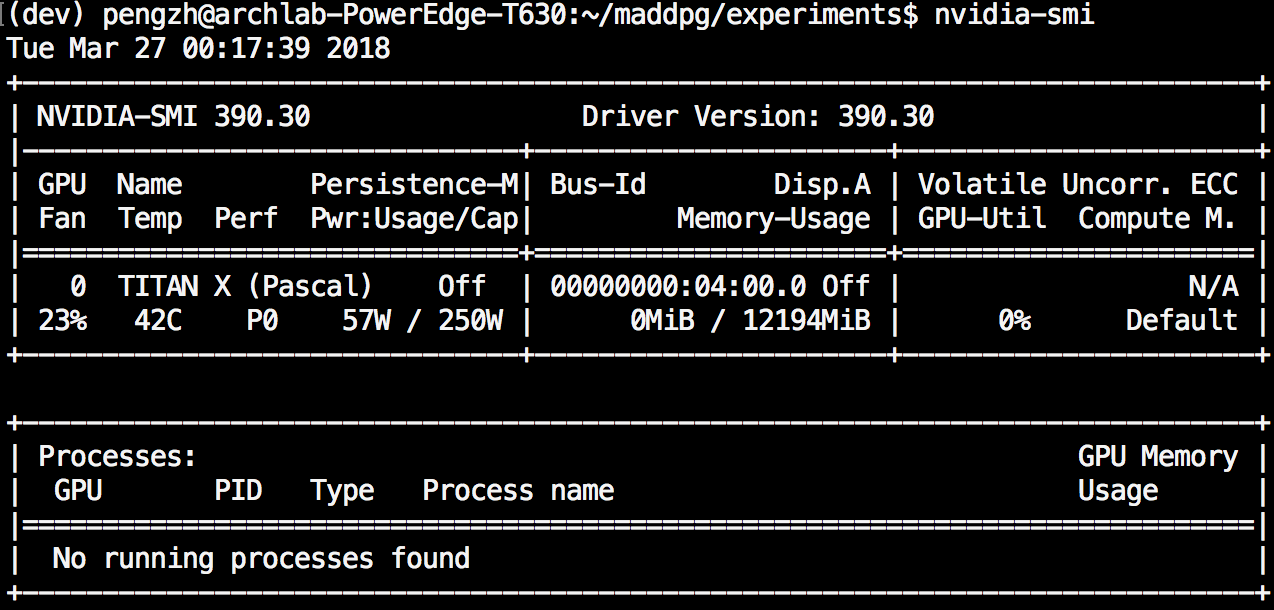 (dev) pengzh@archlab-PowerEdge-T630:~/maddpg/experiments$ nvidia-smi
Tue Mar 27 00:17:39 2018
+-----------------------------------------------------------------------------+
| NVIDIA-SMI 390.30                 Driver Version: 390.30                    |
|-------------------------------+----------------------+----------------------+
| GPU  Name        Persistence-M| Bus-Id        Disp.A | Volatile Uncorr. ECC |
| Fan  Temp  Perf  Pwr:Usage/Cap|         Memory-Usage | GPU-Util  Compute M. |
|===============================+======================+======================|
|   0  TITAN X (Pascal)    Off  | 00000000:04:00.0 Off |                  N/A |
| 23%   42C    P0    57W / 250W |      0MiB / 12194MiB |      0%      Default |
+-------------------------------+----------------------+----------------------+

+-----------------------------------------------------------------------------+
| Processes:                                                       GPU Memory |
|  GPU       PID   Type   Process name                             Usage      |
|=============================================================================|
|  No running processes found                                                 |
+-----------------------------------------------------------------------------+